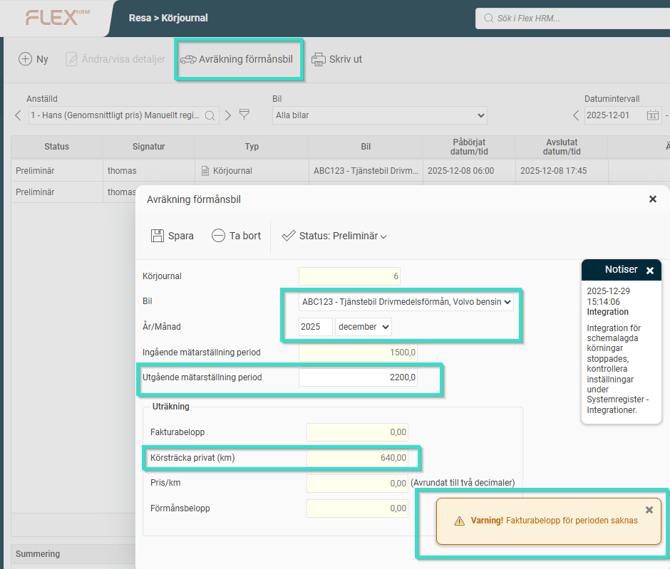 FLEX HRM
Resa > Körjournal
Sök i Flex HRM...
Ny
Ändra/visa detaljer
Avräkning förmånsbil
Skriv ut
Anställd
Bil
Datumintervall
1 - Hans (Genomsnittligt pris) Manuellt regi...
Alla bilar
2025-12-01
-
Status Signatur Typ Bil Påbörjat datum/tid Avslutat datum/tid
Preliminär thomas Körjournal ABC123 - Tjänstebil Drivm... 2025-12-08 06:00 2025-12-08 17:45
Preliminär thomas
Avräkning förmånsbil
Spara
Ta bort
Status: Preliminär
Körjournal 6
Bil ABC123 - Tjänstebil Drivmedelsförmån, Volvo bensin
År/Månad 2025 december
Ingående mätarställning period 1500,0
Utgående mätarställning period 2200,0
Uträkning
Fakturabelopp 0,00
Körsträcka privat (km) 640,00
Pris/km 0,00 (Avrundat till två decimaler)
Förmånsbelopp 0,00
Notiser
2025-12-29
15:14:06
Integration
Integration för
schemalagda
körningar
stoppades,
kontrollera
inställningar
under
Systemregister -
Integrationer.
Varning! Fakturabelopp för perioden saknas
Summering